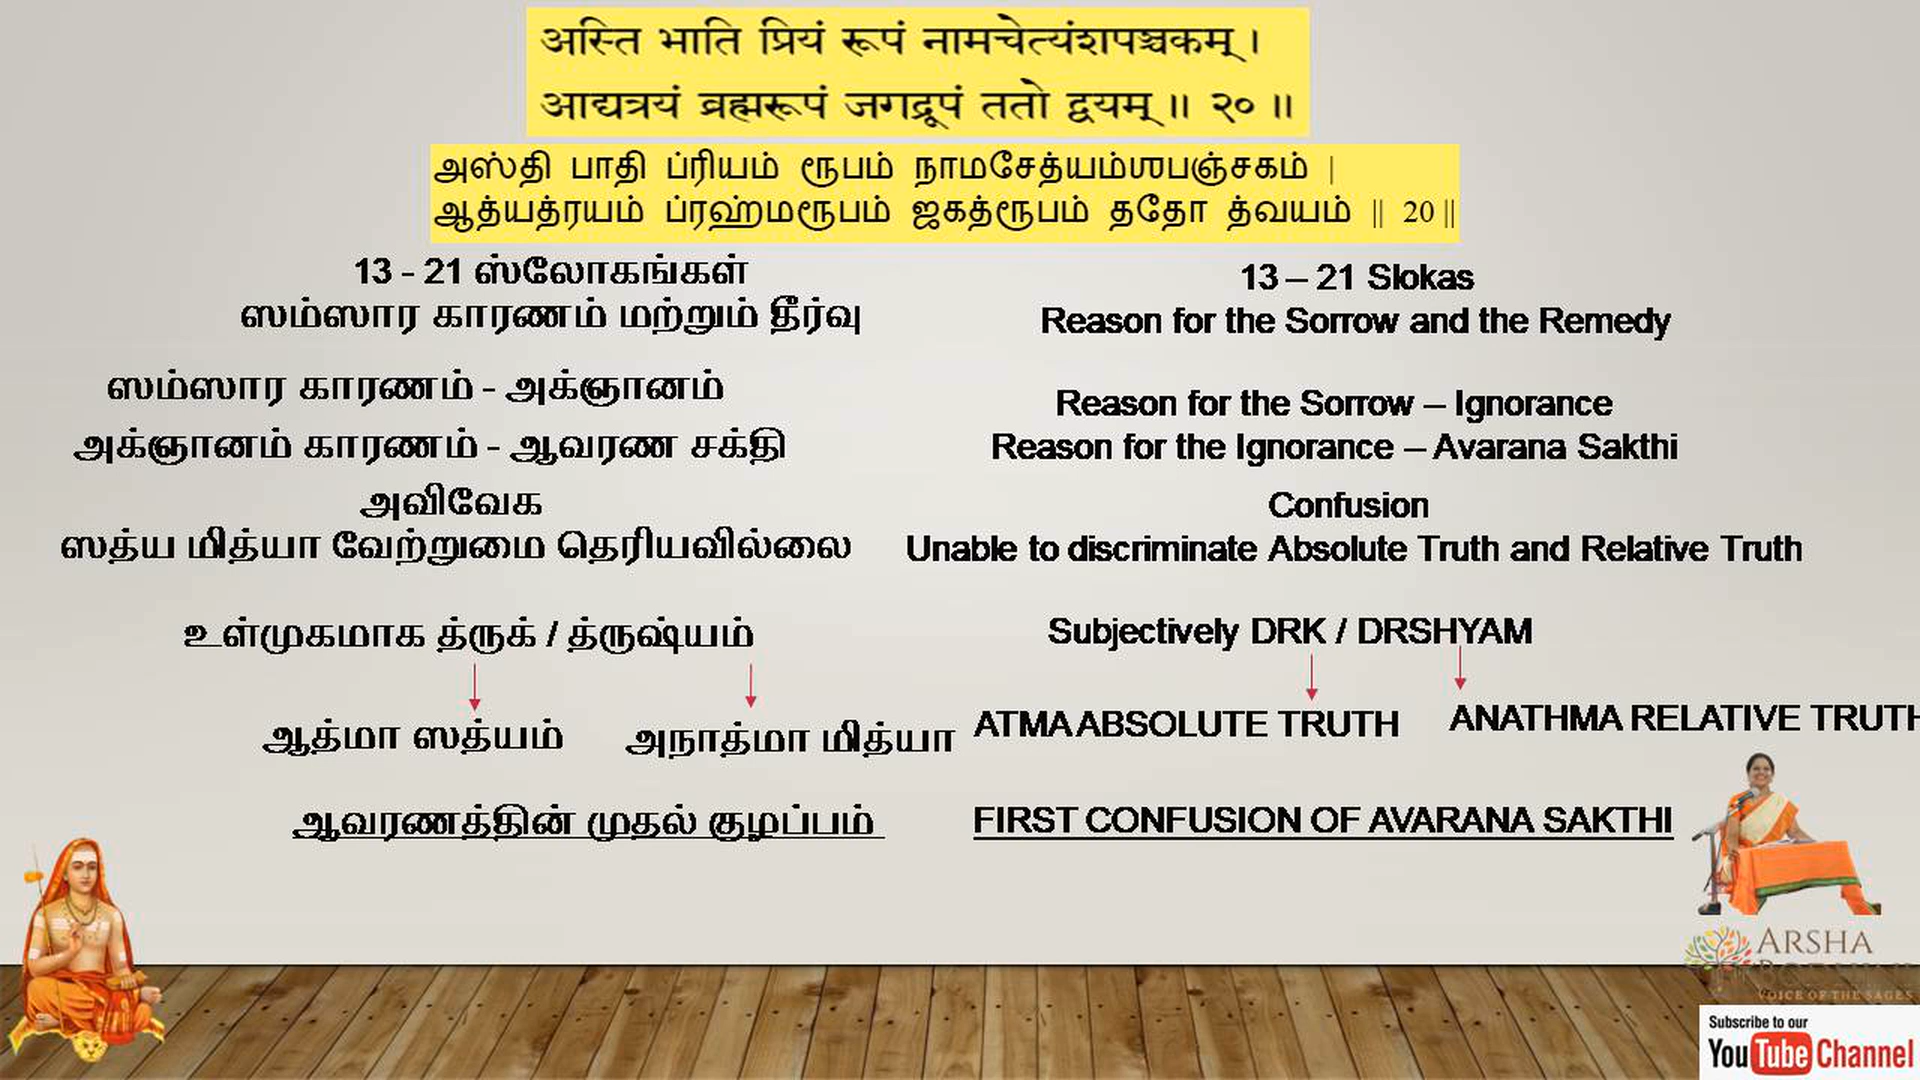 अस्ति भाति प्रियं रूपं नामचेत्यंशपञ्चकम् ।
आद्यत्रयं ब्रह्मरूपं जगद्रूपं ततो द्वयम् ॥ २० ॥
அஸ்தி பாதி ப்ரியம் ரூபம் நாமசேத்யம்ஶபஞ்சகம் |
ஆத்யத்ரயம் ப்ரஹ்மரூபம் ஜகத்ரூபம் ததோ த்வயம் || 20 ||
13 - 21 ஸ்லோகங்கள்
ஸம்ஸார காரணம் மற்றும் தீர்வு
ஸம்ஸார காரணம் - அக்ஞானம்
அக்ஞானம் காரணம் - ஆவரண சக்தி
அவிவேக
ஸத்ய மித்யா வேற்றுமை தெரியவில்லை
உள்முகமாக த்ருக் / த்ருஷ்யம்
ஆத்மா ஸத்யம் அநாத்மா மித்யா
ஆவரணத்தின் முதல் குழப்பம்
13 – 21 Slokas
Reason for the Sorrow and the Remedy
Reason for the Sorrow – Ignorance
Reason for the Ignorance – Avarana Sakthi
Confusion
Unable to discriminate Absolute Truth and Relative Truth
Subjectively DRK / DRSHYAM
ATMA ABSOLUTE TRUTH ANATHMA RELATIVE TRUTH
FIRST CONFUSION OF AVARANA SAKTHI
ARSHA
VOICE OF THE SAGES
Subscribe to our
YouTube Channel